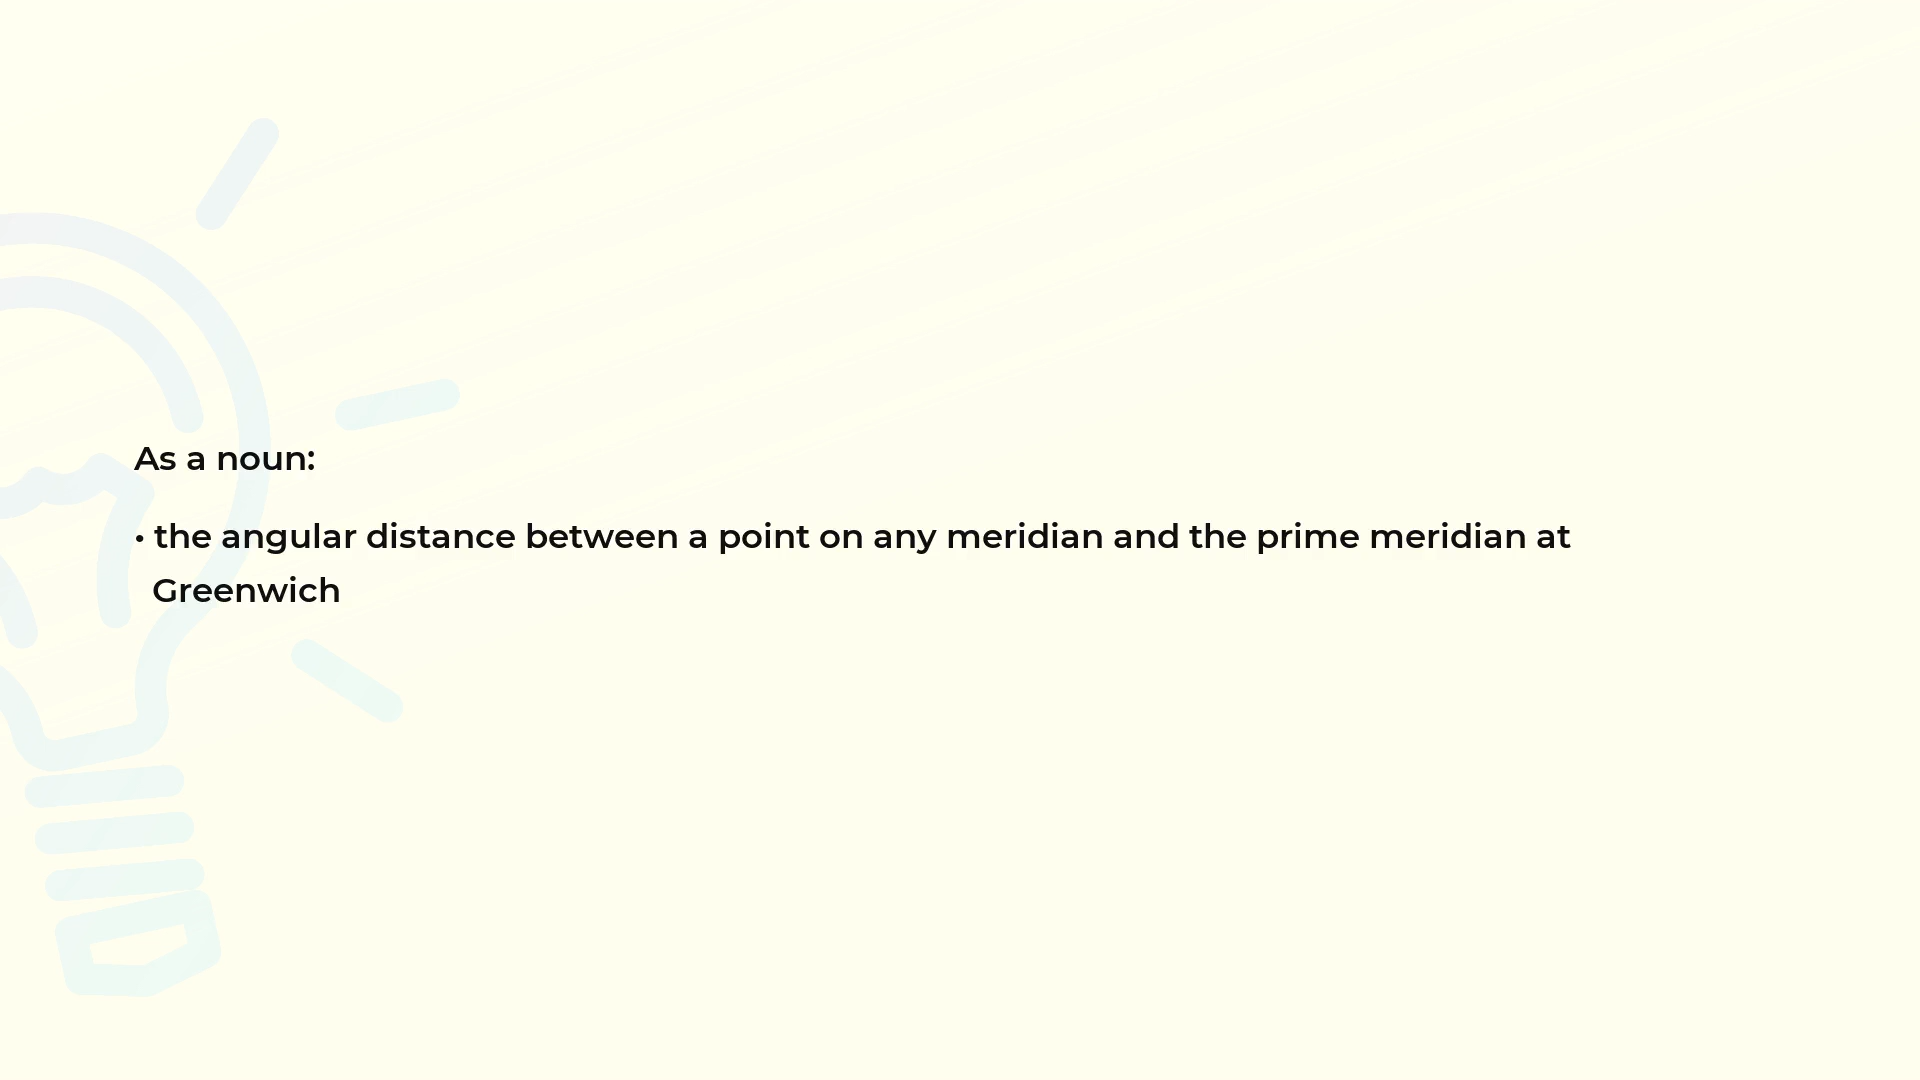 As a noun:
• the angular distance between a point on any meridian and the prime meridian at
Greenwich